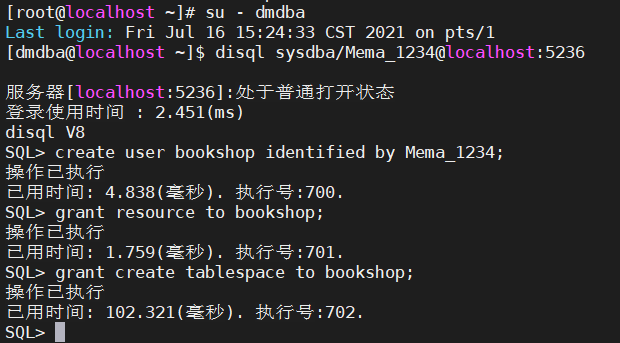 [root@localhost ~]# su - dmdba
Last login: Fri Jul 16 15:24:33 CST 2021 on pts/1
[dmdba@localhost ~]$ disql sysdba/Mema_1234@localhost:5236
服务器[localhost:5236]:处于普通打开状态
登录使用时间 : 2.451(ms)
disql V8
SQL> create user bookshop identified by Mema_1234;
操作已执行
已用时间: 4.838(毫秒). 执行号:700.
SQL> grant resource to bookshop;
操作已执行
已用时间: 1.759(毫秒). 执行号:701.
SQL> grant create tablespace to bookshop;
操作已执行
已用时间: 102.321(毫秒). 执行号:702.
SQL>